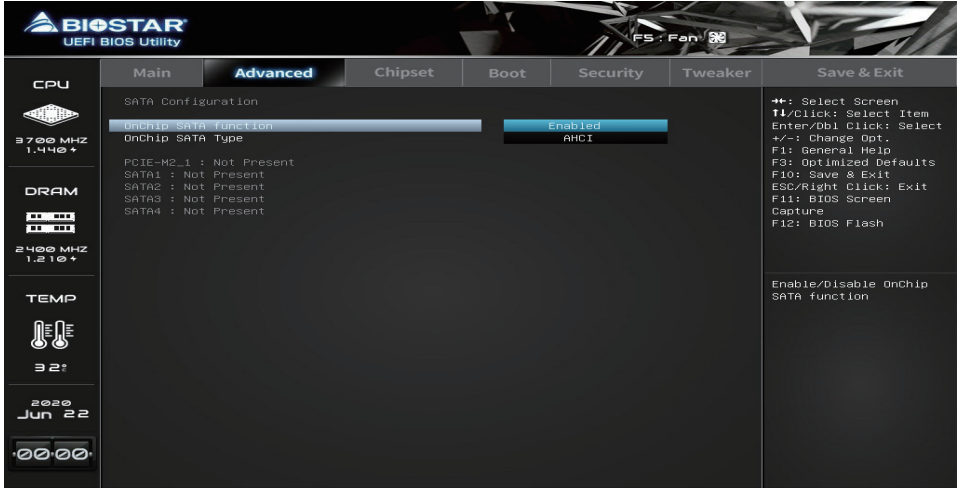 BIOSTAR®
UEFI BIOS Utility
F5 : Fan
Main Advanced Chipset Boot Security Tweaker Save & Exit
CPU
3700 MHZ
1.440
DRAM
2400 MHZ
1.210
TEMP
32
2020
Jun 22
00:00
SATA Configuration
OnChip SATA function Enabled
OnChip SATA Type AHCI
PCIE-M2_1 : Not Present
SATA1 : Not Present
SATA2 : Not Present
SATA3 : Not Present
SATA4 : Not Present
→←: Select Screen
↑↓/Click: Select Item
Enter/Dbl Click: Select
+/-: Change Opt.
F1: General Help
F3: Optimized Defaults
F10: Save & Exit
ESC/Right Click: Exit
F11: BIOS Screen
Capture
F12: BIOS Flash
Enable/Disable OnChip
SATA function